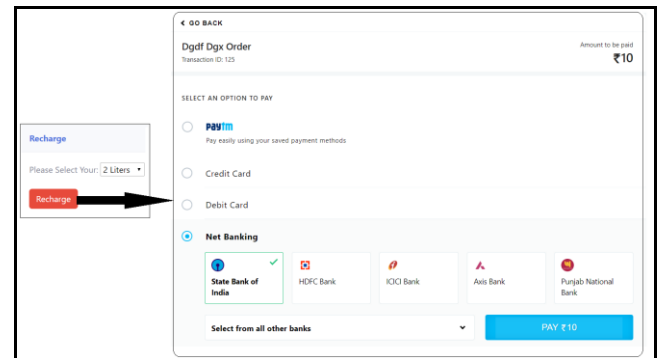 Recharge
Please Select Your: 2 Liters
Recharge
GO BACK
Dgdf Dgx Order
Transaction ID: 125
Amount to be paid
₹10
SELECT AN OPTION TO PAY
Paytm
Pay easily using your saved payment methods
Credit Card
Debit Card
Net Banking
State Bank of
India
HDFC Bank
ICICI Bank
Axis Bank
Punjab National
Bank
Select from all other banks
PAY ₹10